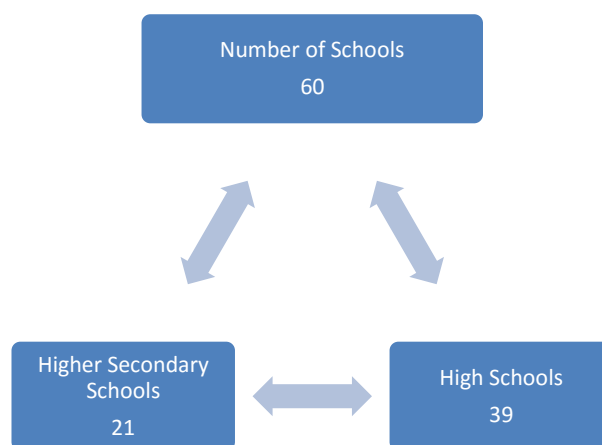 Number of Schools
60
Higher Secondary
Schools
21
High Schools
39